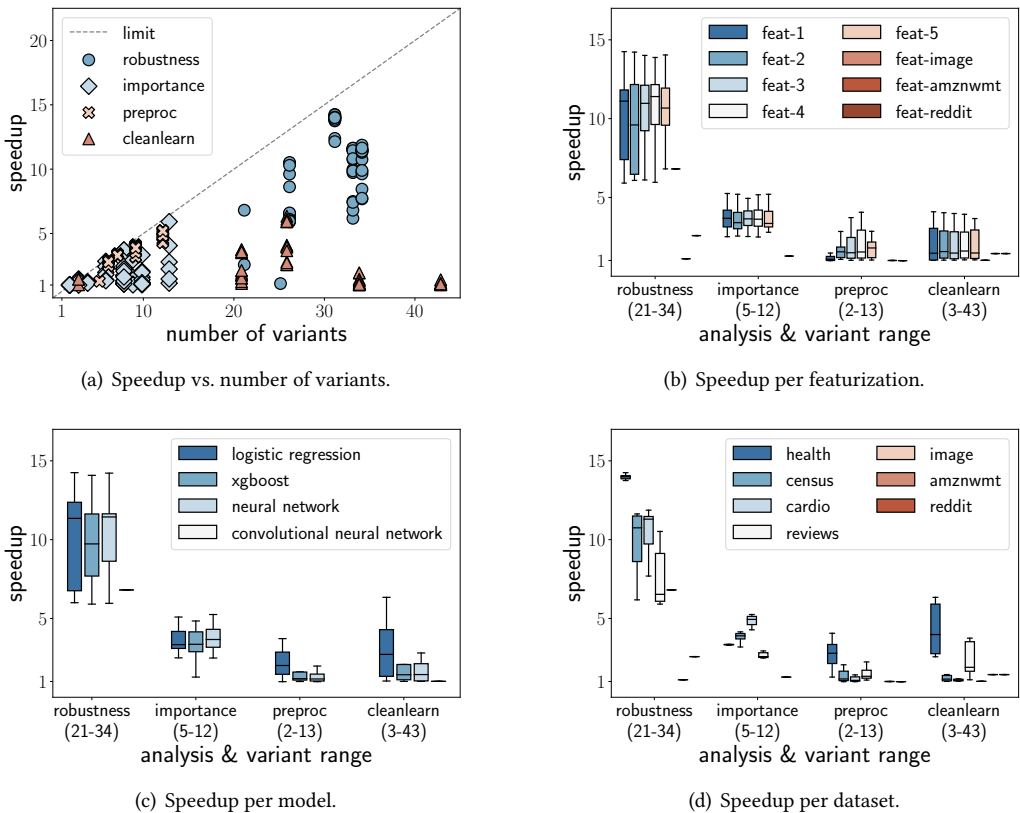 speedup
20
15
10
5
1
limit
robustness
importance
preproc
cleanlearn
1
10
20
30
40
number of variants
(a) Speedup vs. number of variants.
speedup
15
10
5
1
feat-1
feat-2
feat-3
feat-4
feat-5
feat-image
feat-amznwmt
feat-reddit
robustness
(21-34)
importance
(5-12)
preproc
(2-13)
cleanlearn
(3-43)
analysis & variant range
(b) Speedup per featurization.
speedup
15
10
5
1
logistic regression
xgboost
neural network
convolutional neural network
robustness
(21-34)
importance
(5-12)
preproc
(2-13)
cleanlearn
(3-43)
analysis & variant range
(c) Speedup per model.
speedup
15
10
5
1
health
census
cardio
reviews
image
amznwmt
reddit
robustness
(21-34)
importance
(5-12)
preproc
(2-13)
cleanlearn
(3-43)
analysis & variant range
(d) Speedup per dataset.